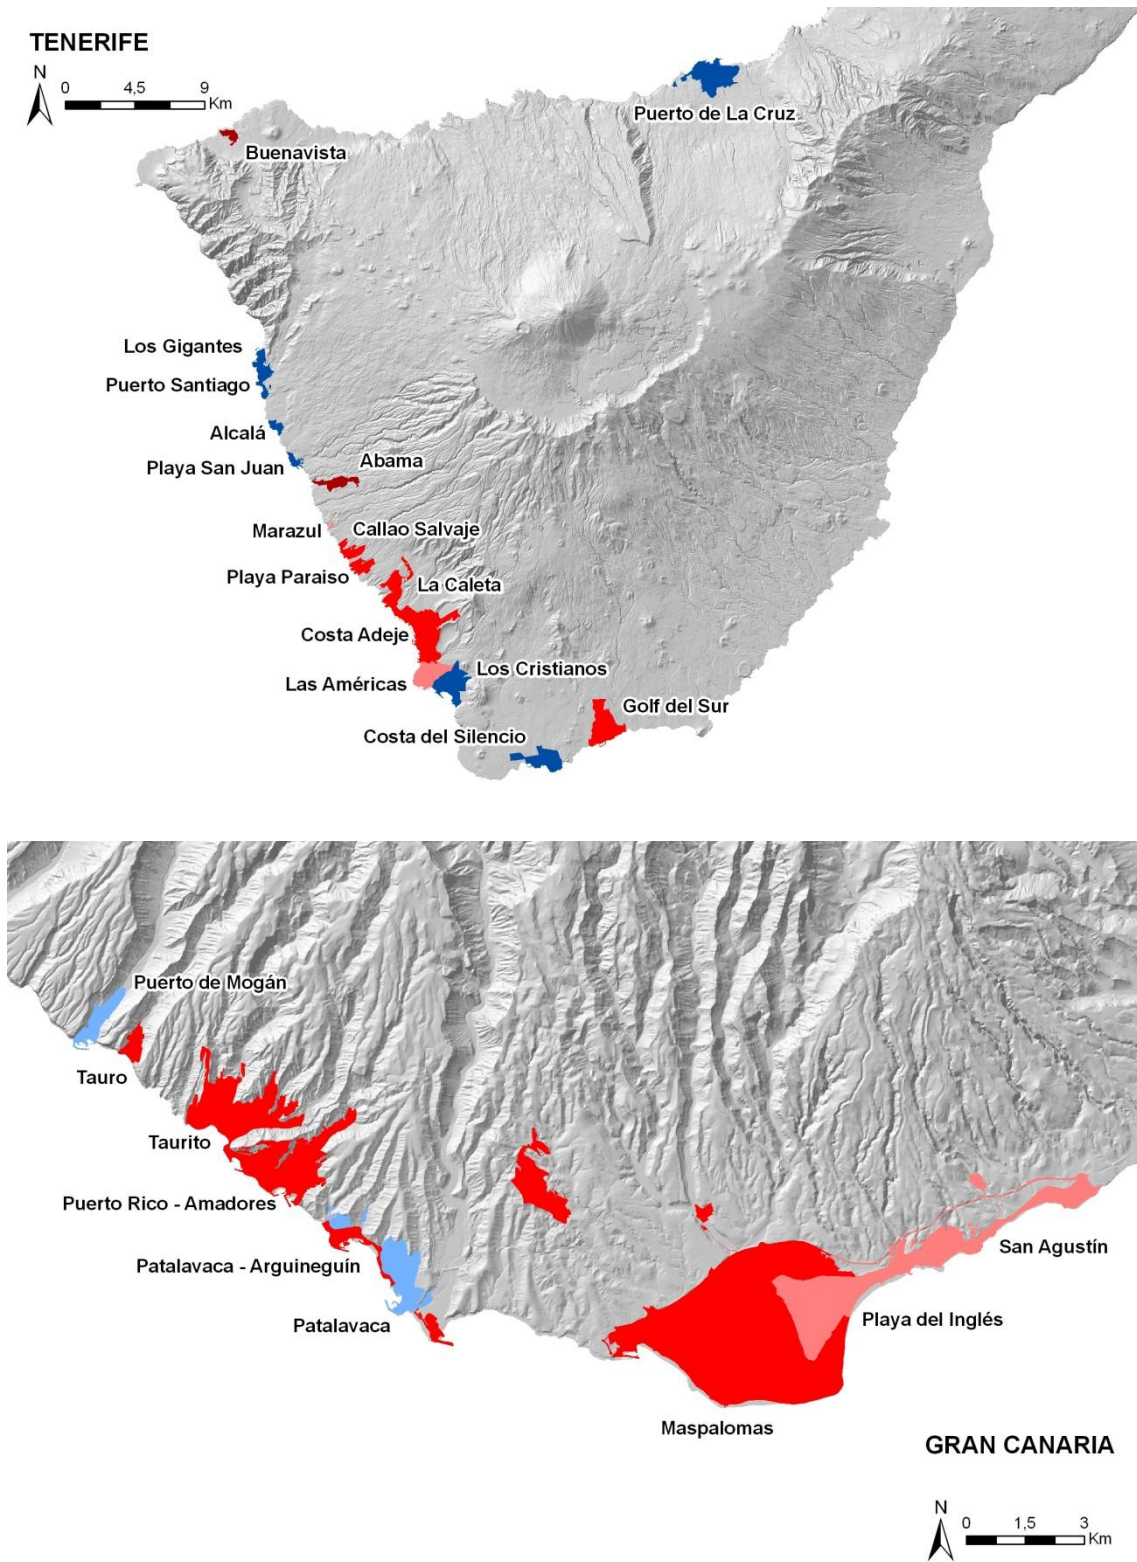 TENERIFE
N
0 4,5 9
Km
Puerto de La Cruz
Buenavista
Los Gigantes
Puerto Santiago
Alcalá
Playa San Juan
Abama
Marazul
Callao Salvaje
Playa Paraiso
La Caleta
Costa Adeje
Las Américas
Los Cristianos
Golf del Sur
Costa del Silencio
Puerto de Mogán
Tauro
Taurito
Puerto Rico - Amadores
Patalavaca - Arguineguín
Patalavaca
San Agustín
Playa del Inglés
Maspalomas
GRAN CANARIA
N
0 1,5 3
Km